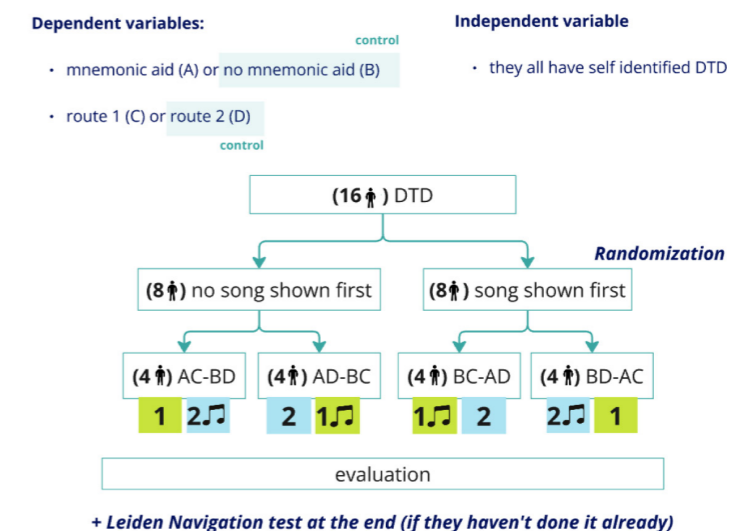 Dependent variables:
control
• mnemonic aid (A) or no mnemonic aid (B)
• route 1 (C) or route 2 (D)
control
Independent variable
• they all have self identified DTD
(16 ) DTD
Randomization
(8 ) no song shown first
(8 ) song shown first
(4 ) AC-BD
(4 ) AD-BC
(4 ) BC-AD
(4 ) BD-AC
1 2♫
2 1♫
1♫ 2
2♫ 1
evaluation
+ Leiden Navigation test at the end (if they haven't done it already)